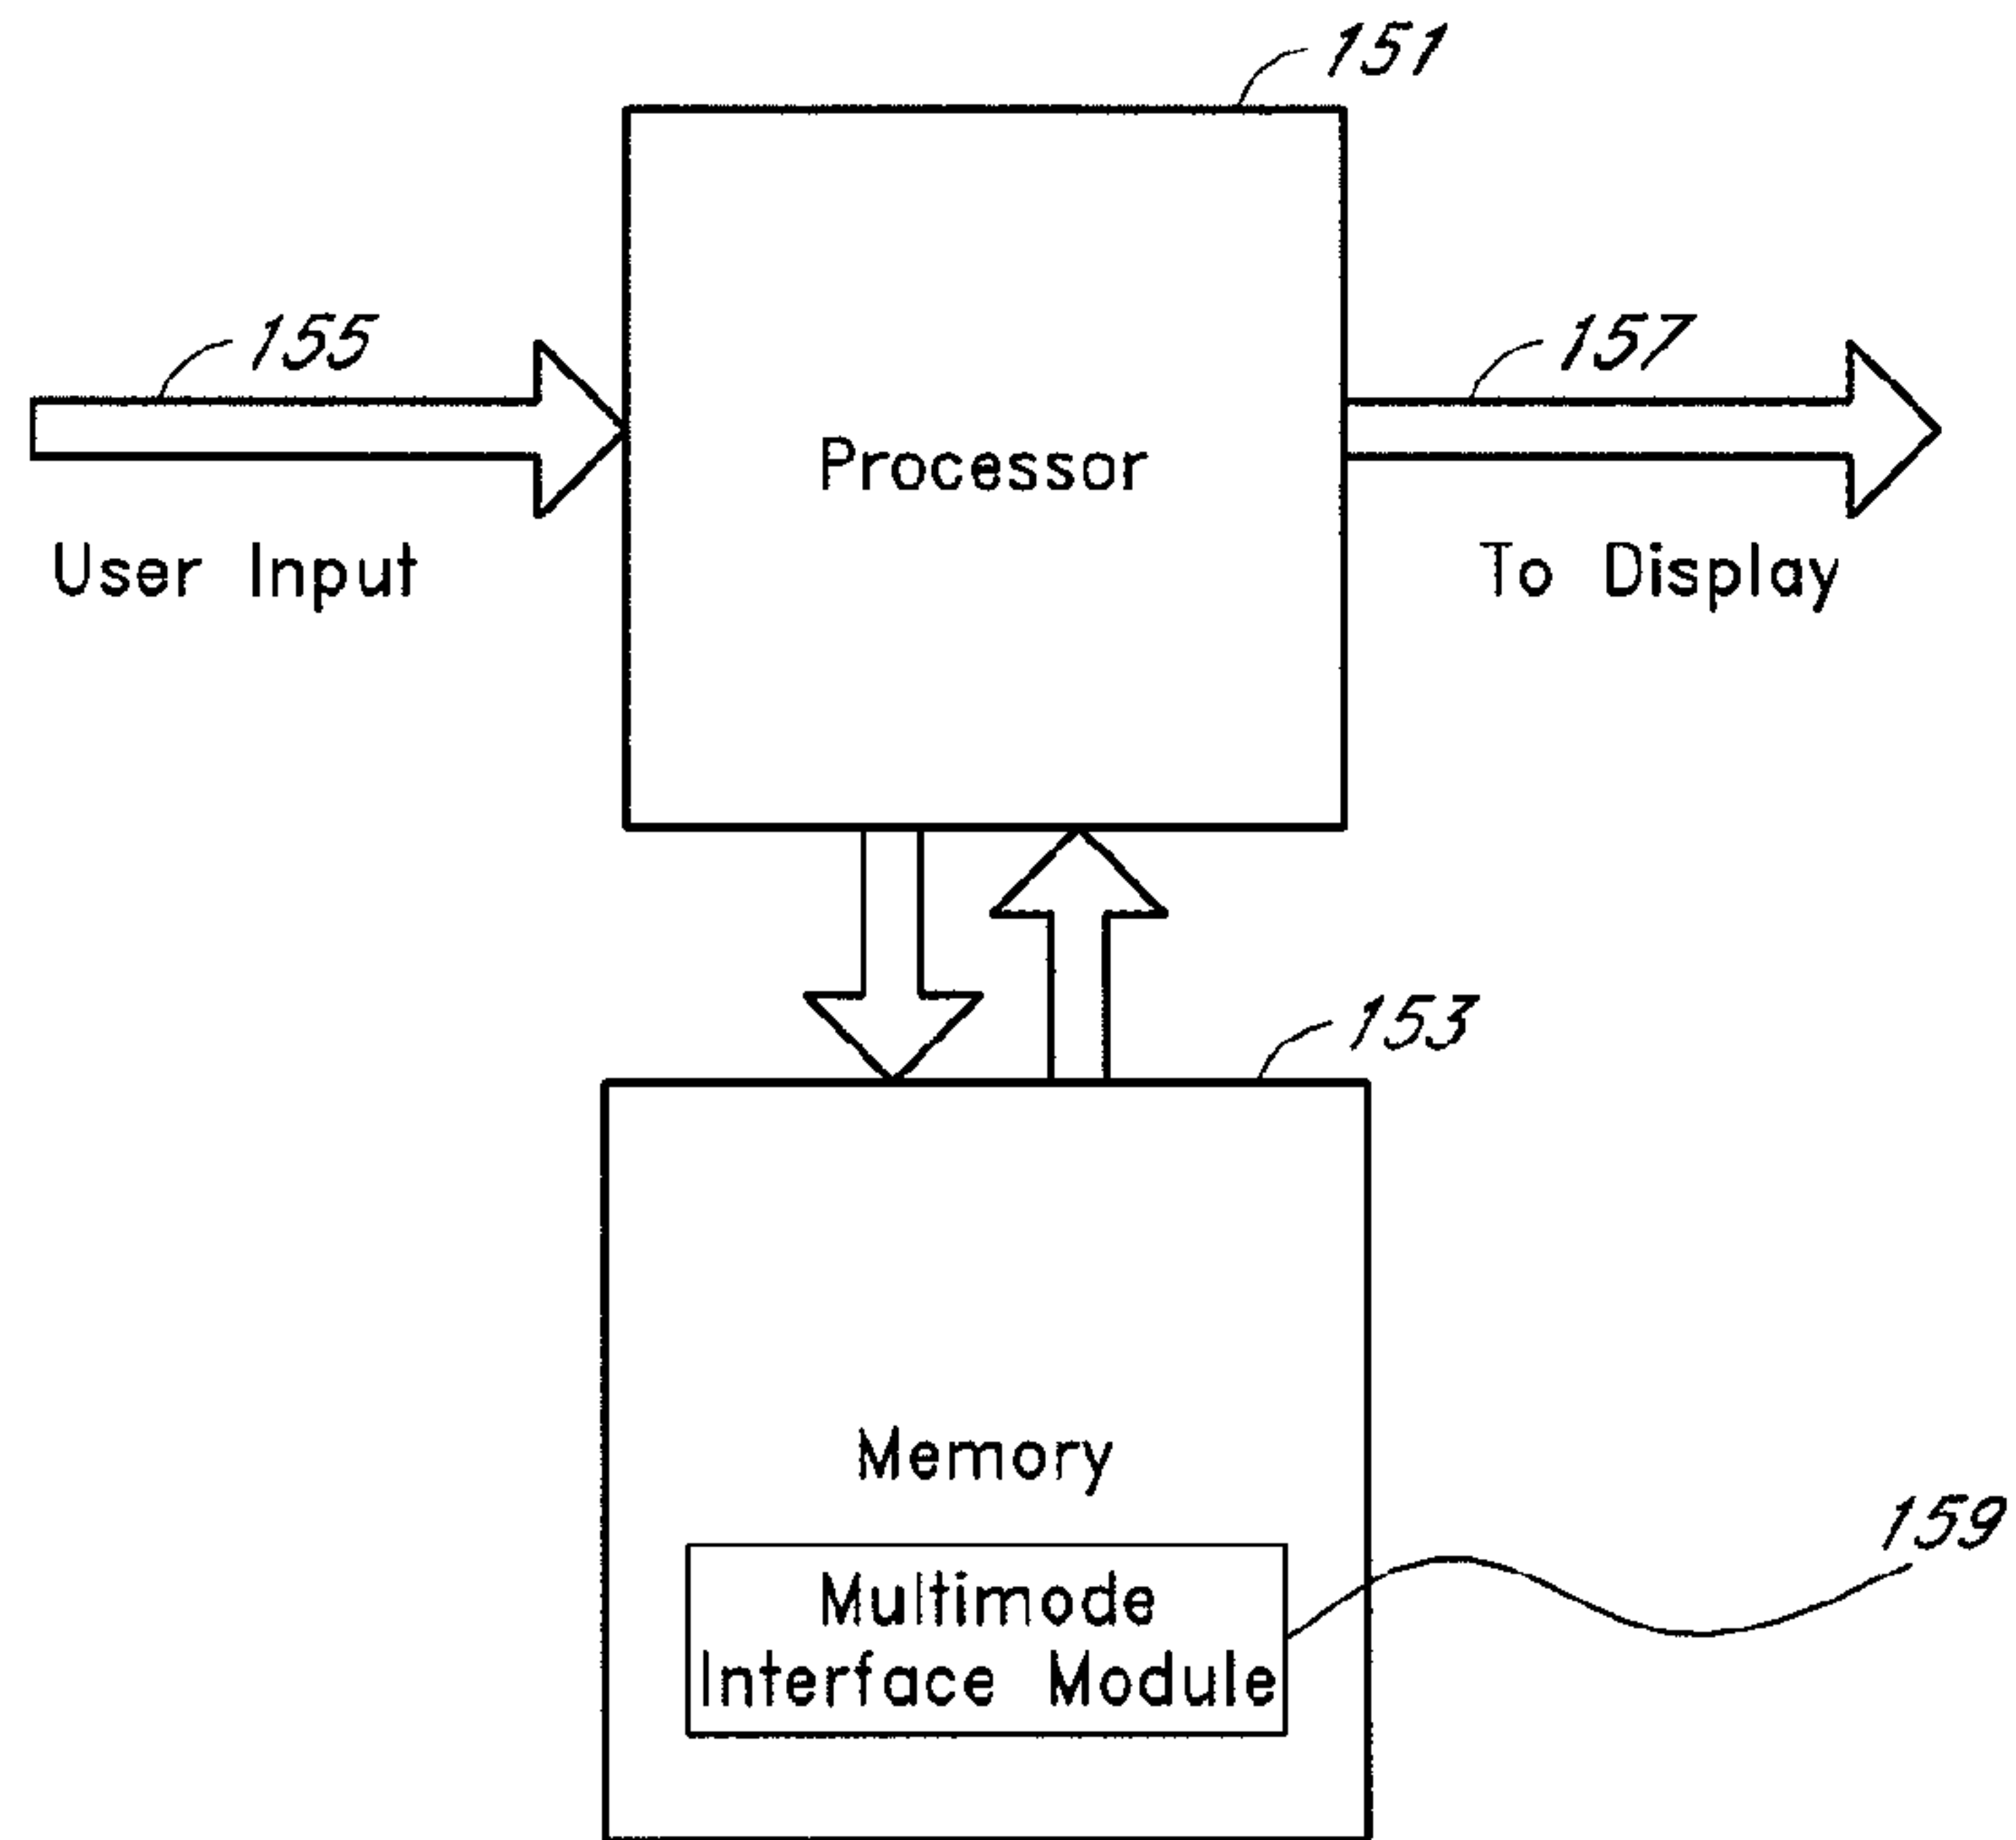 151
155
157
Processor
User Input
To Display
153
Memory
159
Multimode
Interface Module